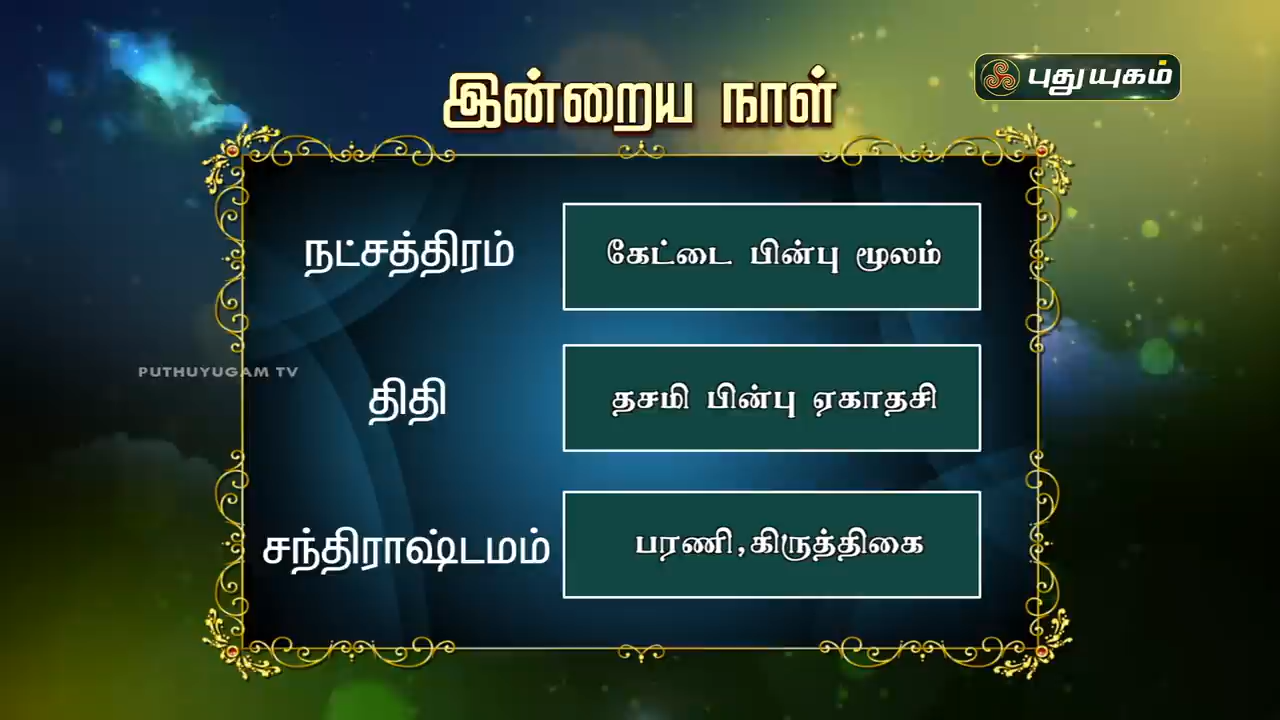 இன்றைய நாள்
புதுயுகம்
நட்சத்திரம் கேட்டை பின்பு மூலம்
PUTHUYUGAM TV
திதி தசமி பின்பு ஏகாதசி
சந்திராஷ்டமம் பரணி,கிருத்திகை